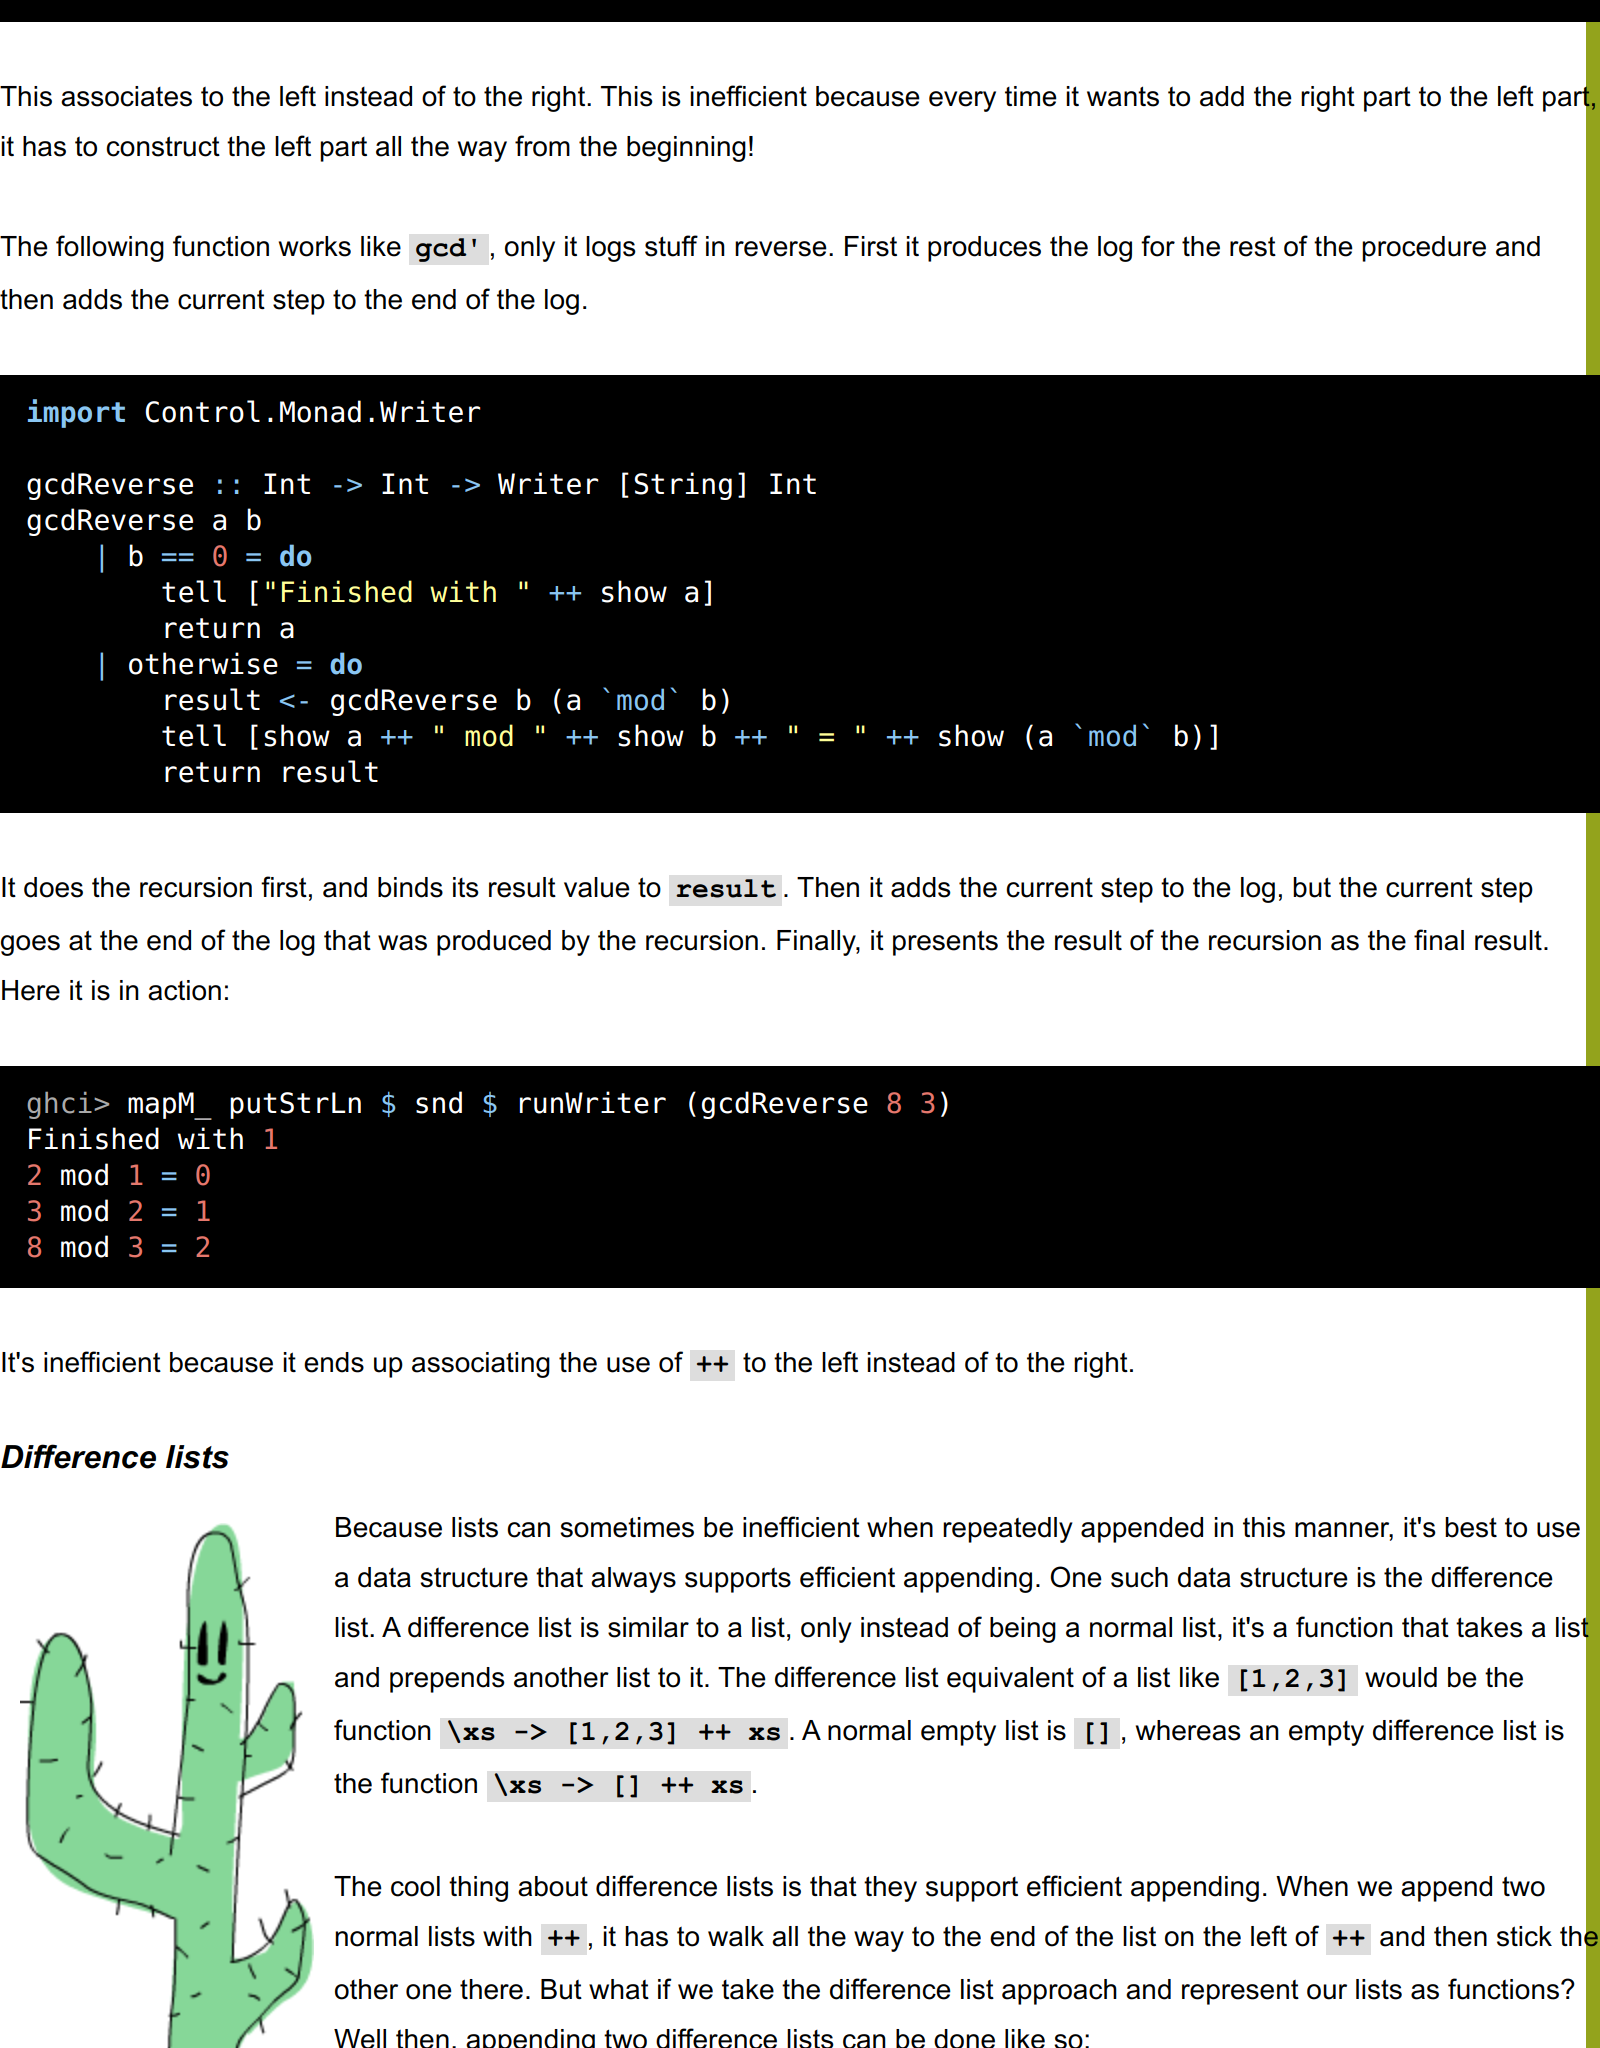 This associates to the left instead of to the right. This is inefficient because every time it wants to add the right part to the left part,
it has to construct the left part all the way from the beginning!
The following function works like gcd', only it logs stuff in reverse. First it produces the log for the rest of the procedure and
then adds the current step to the end of the log.
import Control.Monad.Writer
gcdReverse :: Int -> Int -> Writer [String] Int
gcdReverse a b
    | b == 0 = do
        tell ["Finished with " ++ show a]
        return a
    | otherwise = do
        result <- gcdReverse b (a `mod` b)
        tell [show a ++ " mod " ++ show b ++ " = " ++ show (a `mod` b)]
        return result
It does the recursion first, and binds its result value to result. Then it adds the current step to the log, but the current step
goes at the end of the log that was produced by the recursion. Finally, it presents the result of the recursion as the final result.
Here it is in action:
ghci> mapM_ putStrLn $ snd $ runWriter (gcdReverse 8 3)
Finished with 1
2 mod 1 = 0
3 mod 2 = 1
8 mod 3 = 2
It's inefficient because it ends up associating the use of ++ to the left instead of to the right.
Difference lists
Because lists can sometimes be inefficient when repeatedly appended in this manner, it's best to use
a data structure that always supports efficient appending. One such data structure is the difference
list. A difference list is similar to a list, only instead of being a normal list, it's a function that takes a list
and prepends another list to it. The difference list equivalent of a list like [1,2,3] would be the
function \xs -> [1,2,3] ++ xs. A normal empty list is [], whereas an empty difference list is
the function \xs -> [] ++ xs.
The cool thing about difference lists is that they support efficient appending. When we append two
normal lists with ++, it has to walk all the way to the end of the list on the left of ++ and then stick the
other one there. But what if we take the difference list approach and represent our lists as functions?
Well then, appending two difference lists can be done like so: